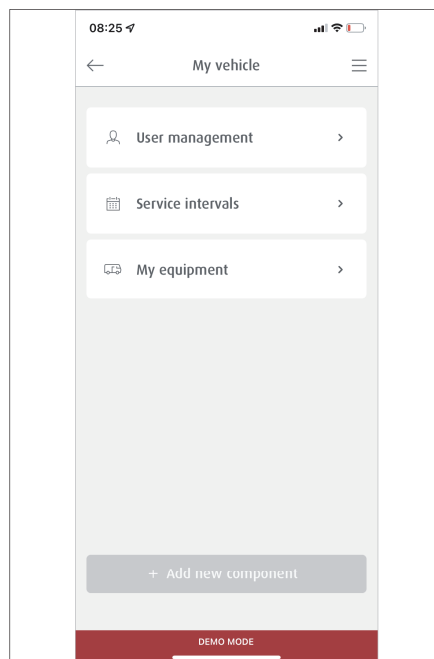 08:25
My vehicle
User management
Service intervals
My equipment
+ Add new component
DEMO MODE